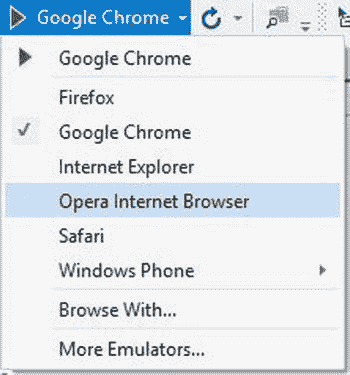 Google Chrome
Google Chrome
Firefox
Google Chrome
Internet Explorer
Opera Internet Browser
Safari
Windows Phone
Browse With...
More Emulators...